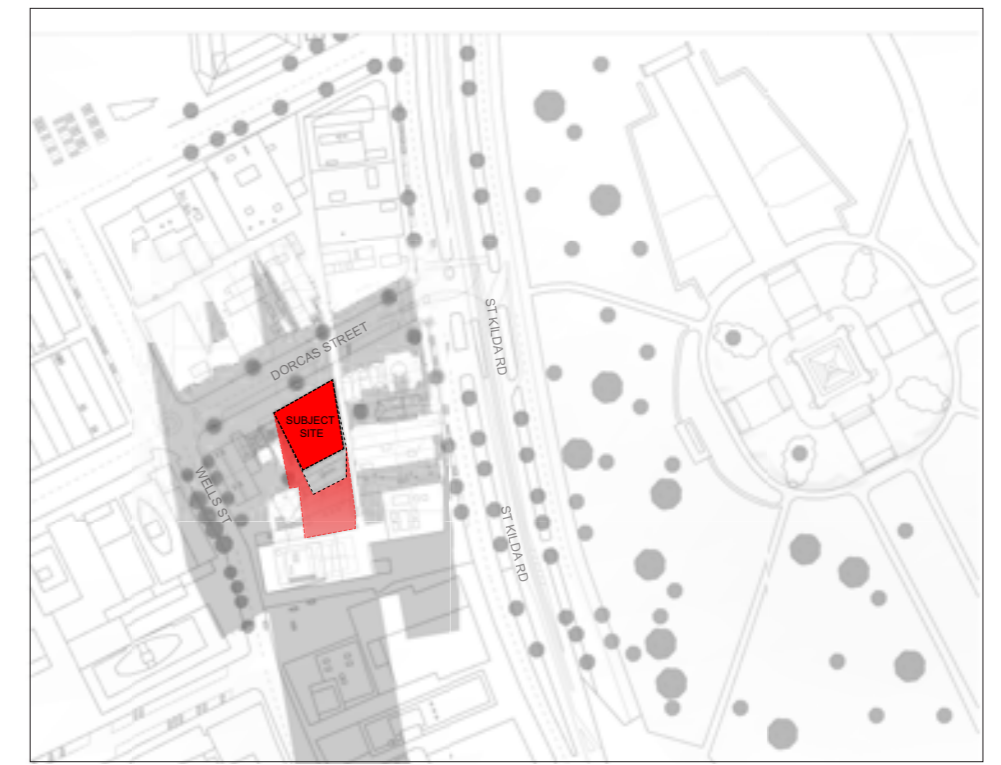 ST KILDA RD
DORCAS STREET
SUBJECT
SITE
WELLS ST
ST KILDA RD